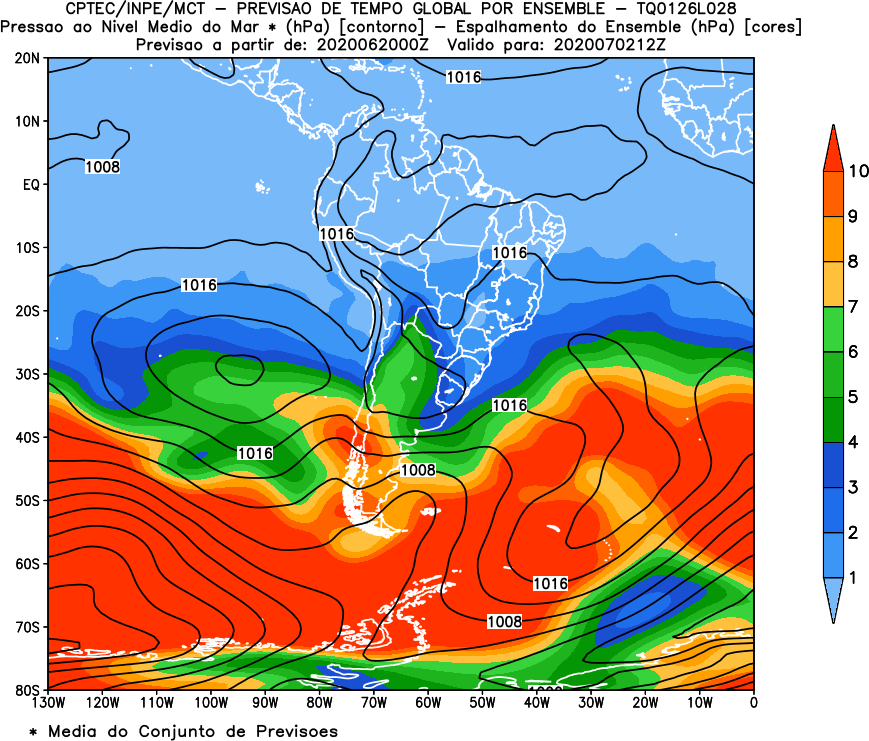 CPTEC/INPE/MCT – PREVISAO DE TEMPO GLOBAL POR ENSEMBLE – TQ0126L028
Pressao ao Nivel Medio do Mar * (hPa) [contorno] – Espalhamento do Ensemble (hPa) [cores]
Previsao a partir de: 2020062000Z Valido para: 2020070212Z
20N
10N
EQ
10S
20S
30S
40S
50S
60S
70S
80S
1016
1008
1016
1016
1016
1016
1016
1008
1016
1008
10
9
8
7
6
5
4
3
2
1
130W 120W 110W 100W 90W 80W 70W 60W 50W 40W 30W 20W 10W 0
* Media do Conjunto de Previsoes